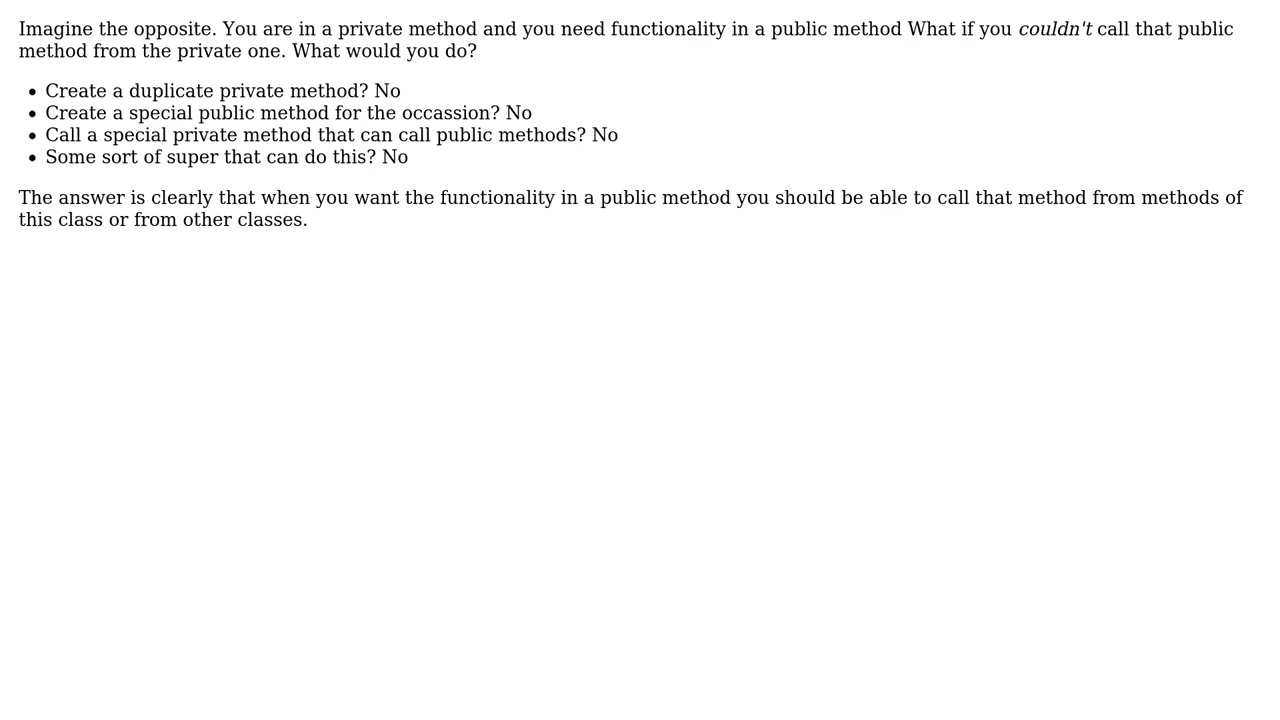 Imagine the opposite. You are in a private method and you need functionality in a public method What if you couldn't call that public
method from the private one. What would you do?
• Create a duplicate private method? No
• Create a special public method for the occassion? No
• Call a special private method that can call public methods? No
• Some sort of super that can do this? No
The answer is clearly that when you want the functionality in a public method you should be able to call that method from methods of
this class or from other classes.